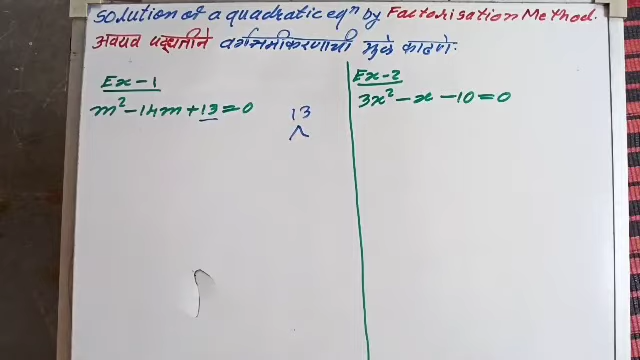 Solution of a quadratic eqⁿ by Factorisation Method.
अवयव पद्धतीने वर्गसमीकरणाची मुळे काढणे.
Ex-1
m² - 14m + 13 = 0
13
Ex-2
3x² - x - 10 = 0